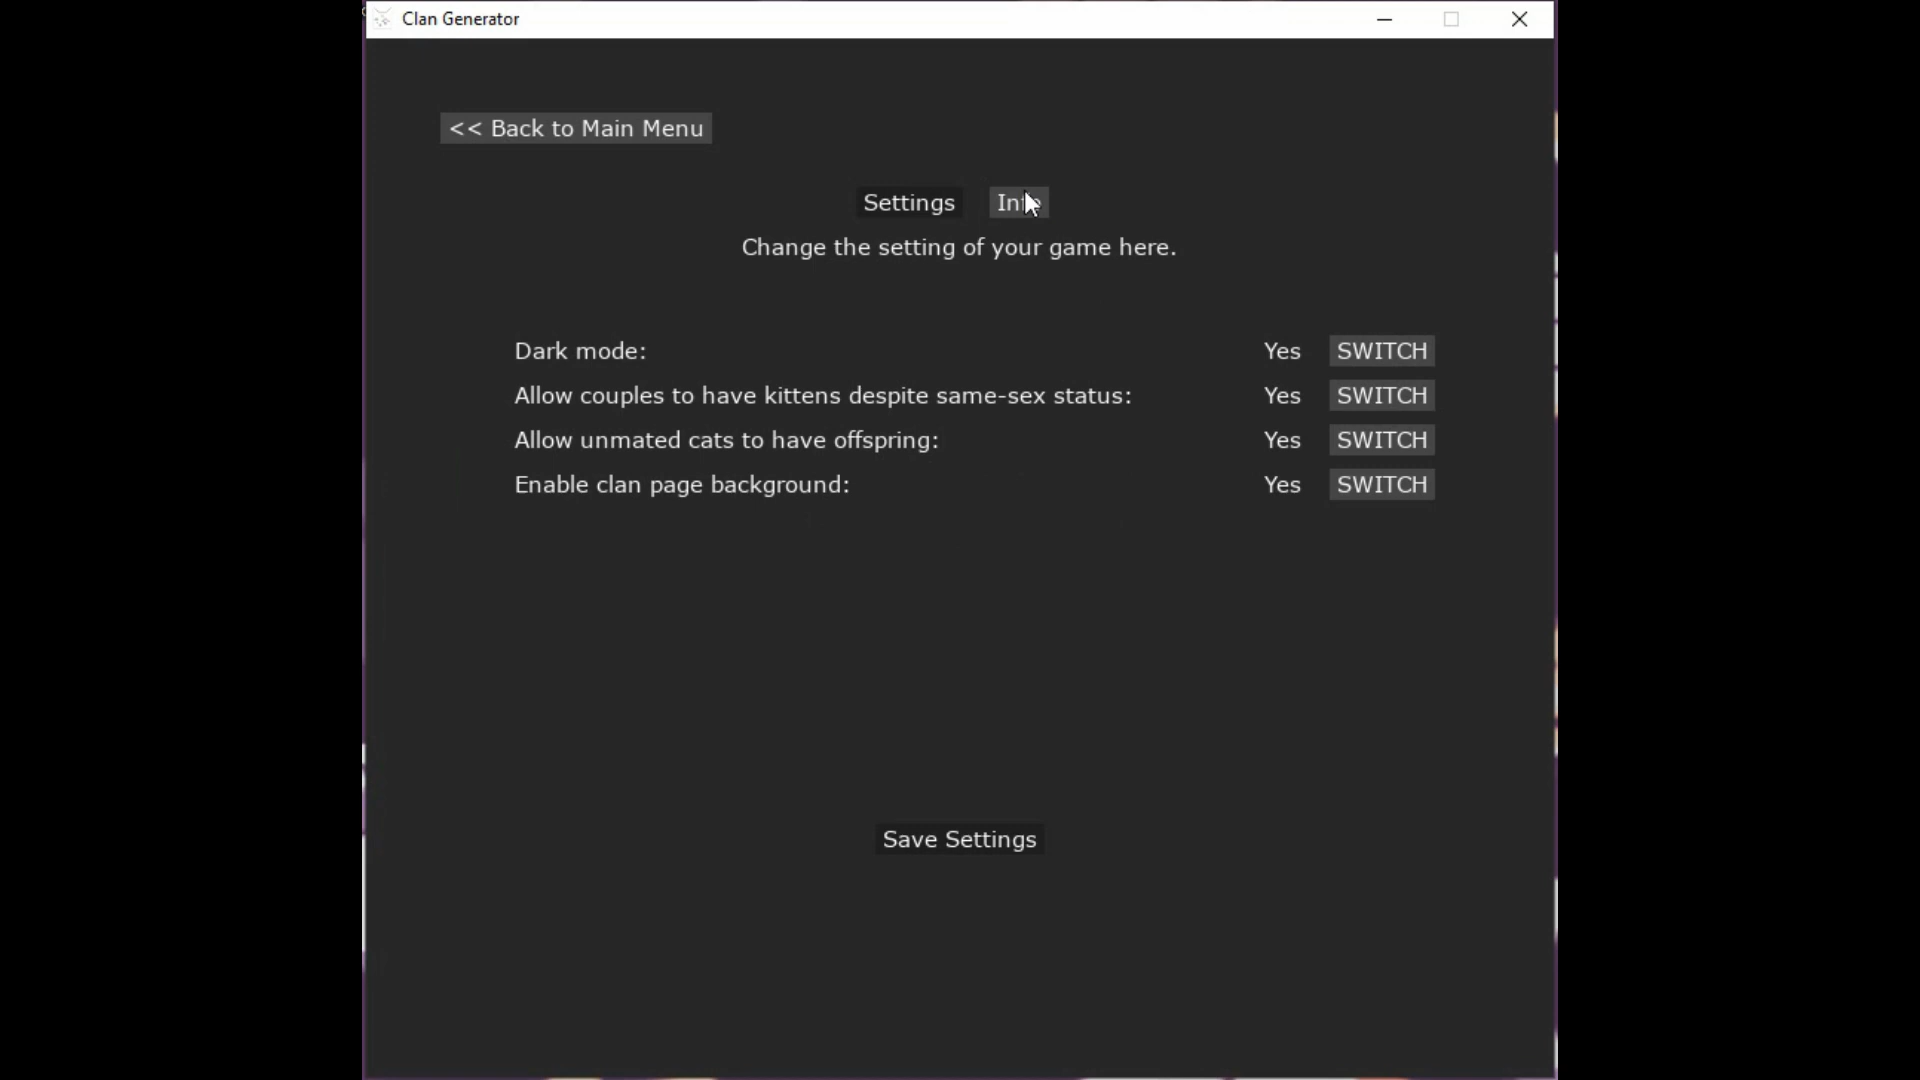 Clan Generator
<< Back to Main Menu
Settings Info
Change the setting of your game here.
Dark mode: Yes SWITCH
Allow couples to have kittens despite same-sex status: Yes SWITCH
Allow unmated cats to have offspring: Yes SWITCH
Enable clan page background: Yes SWITCH
Save Settings